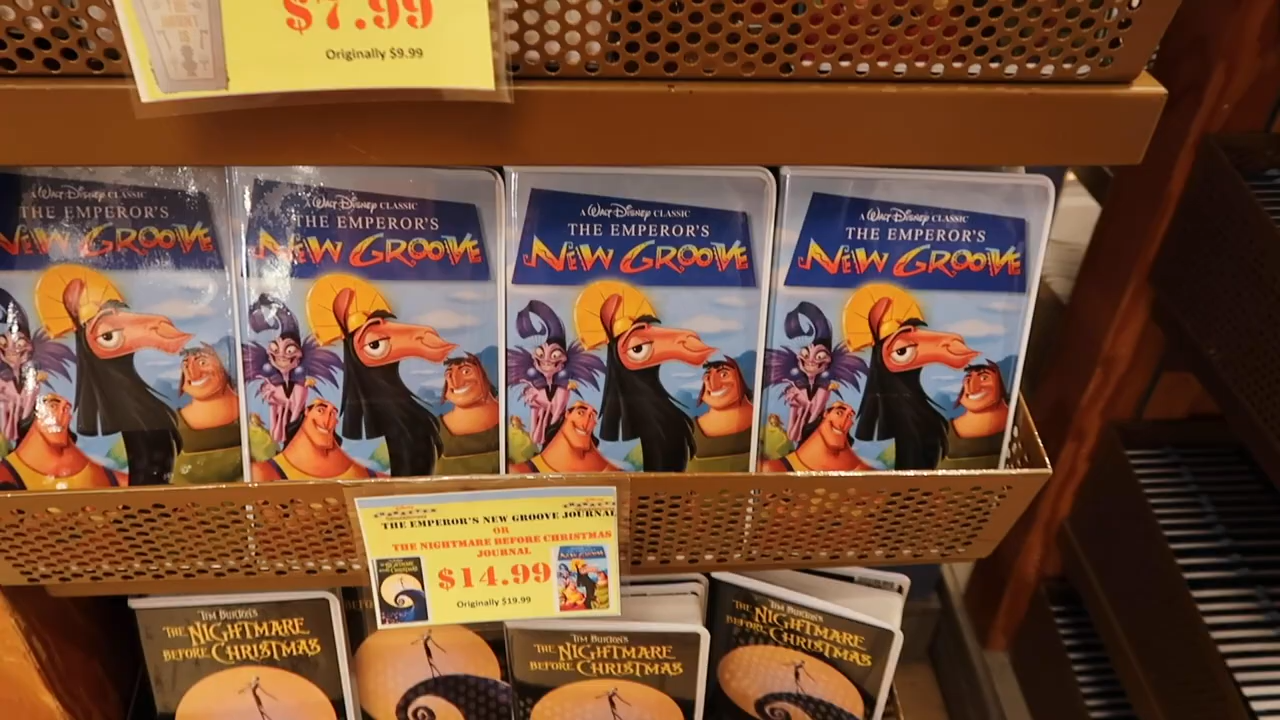 $7.99
Originally $9.99
A Walt Disney CLASSIC
THE EMPEROR'S
NEW GROOVE
A Walt Disney CLASSIC
THE EMPEROR'S
NEW GROOVE
A Walt Disney CLASSIC
THE EMPEROR'S
NEW GROOVE
A Walt Disney CLASSIC
THE EMPEROR'S
NEW GROOVE
THE EMPEROR'S NEW GROOVE JOURNAL
OR
THE NIGHTMARE BEFORE CHRISTMAS
JOURNAL
$14.99
Originally $19.99
TIM BURTON'S
THE NIGHTMARE
BEFORE CHRISTMAS
TIM BURTON'S
THE NIGHTMARE
BEFORE CHRISTMAS
TIM BURTON'S
THE NIGHTMARE
BEFORE CHRISTMAS